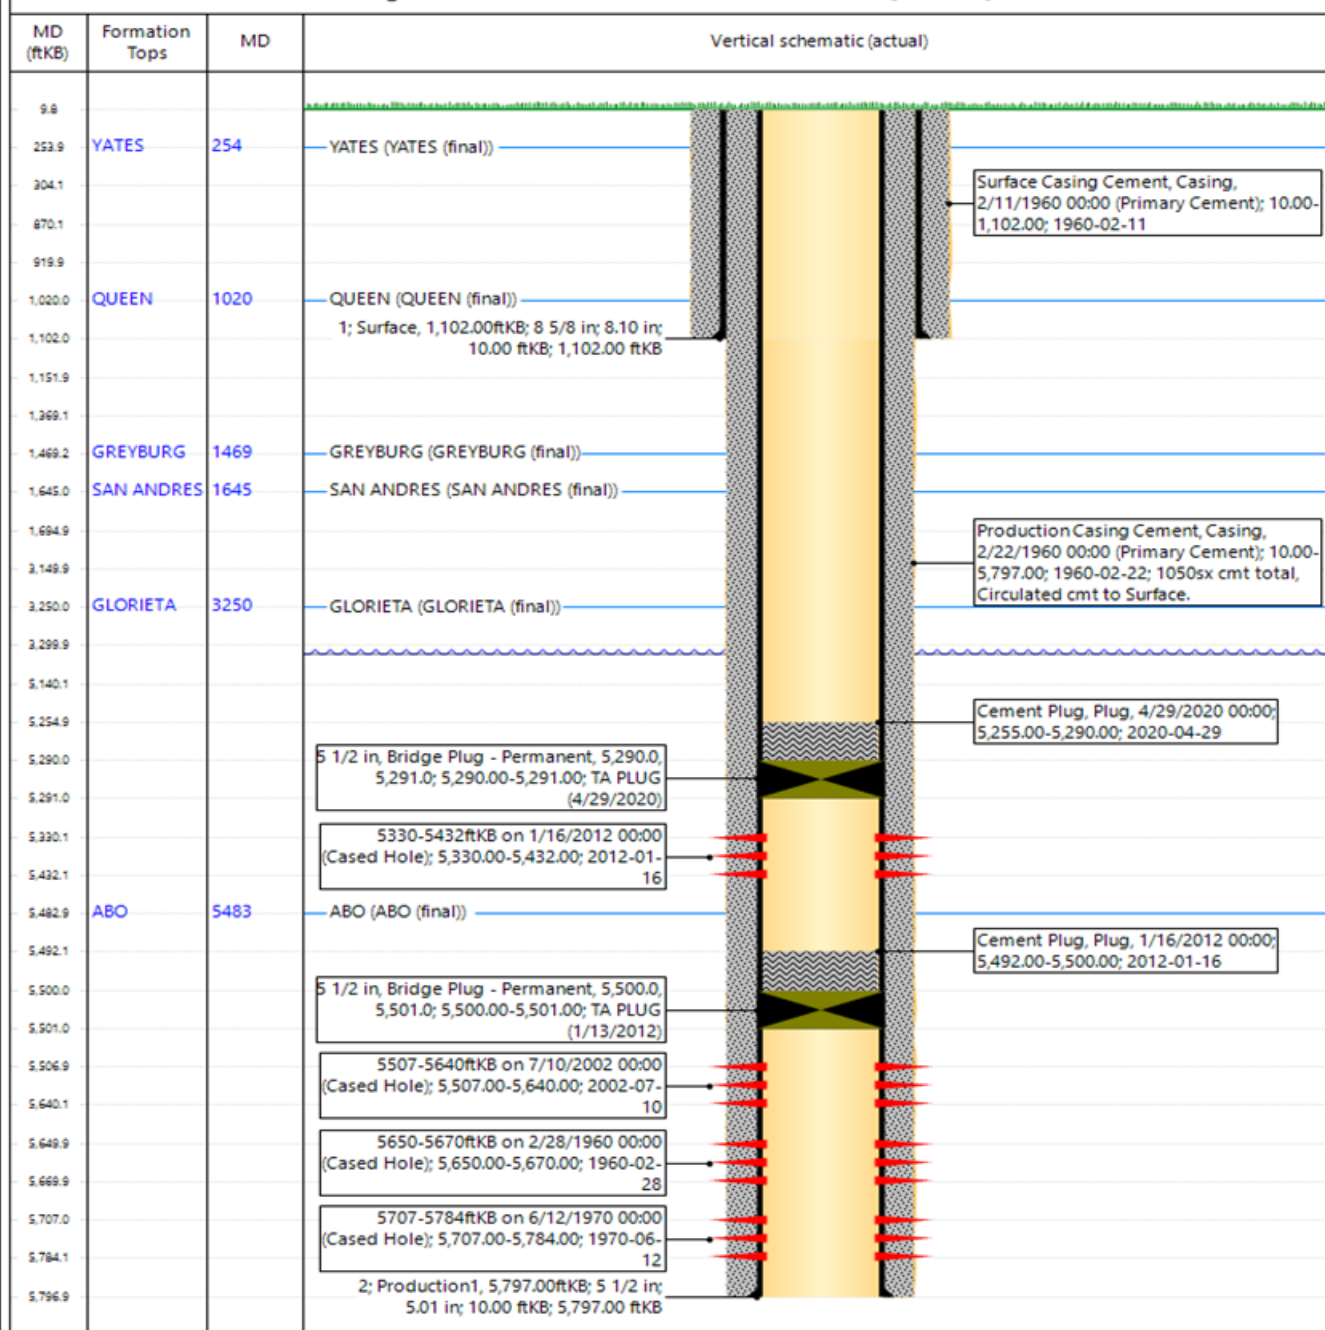 MD
(ftKB)
Formation
Tops
MD
Vertical schematic (actual)
9.8
253.9
YATES
254
YATES (YATES (final))
304.1
Surface Casing Cement, Casing,
2/11/1960 00:00 (Primary Cement); 10.00-
1,102.00; 1960-02-11
870.1
919.9
1,020.0
QUEEN
1020
QUEEN (QUEEN (final))
1; Surface, 1,102.00ftKB; 8 5/8 in; 8.10 in;
10.00 ftKB; 1,102.00 ftKB
1,102.0
1,151.9
1,369.1
1,469.2
GREYBURG
1469
GREYBURG (GREYBURG (final))
1,645.0
SAN ANDRES
1645
SAN ANDRES (SAN ANDRES (final))
1,694.9
Production Casing Cement, Casing,
2/22/1960 00:00 (Primary Cement); 10.00-
5,797.00; 1960-02-22; 1050sx cmt total,
Circulated cmt to Surface.
3,149.9
3,250.0
GLORIETA
3250
GLORIETA (GLORIETA (final))
3,299.9
5,140.1
5,254.9
Cement Plug, Plug, 4/29/2020 00:00;
5,255.00-5,290.00; 2020-04-29
5,290.0
5 1/2 in, Bridge Plug - Permanent, 5,290.0,
5,291.0; 5,290.00-5,291.00; TA PLUG
(4/29/2020)
5,291.0
5,330.1
5330-5432ftKB on 1/16/2012 00:00
(Cased Hole); 5,330.00-5,432.00; 2012-01-
16
5,432.1
5,482.9
ABO
5483
ABO (ABO (final))
5,492.1
Cement Plug, Plug, 1/16/2012 00:00;
5,492.00-5,500.00; 2012-01-16
5,500.0
5 1/2 in, Bridge Plug - Permanent, 5,500.0,
5,501.0; 5,500.00-5,501.00; TA PLUG
(1/13/2012)
5,501.0
5,506.9
5507-5640ftKB on 7/10/2002 00:00
(Cased Hole); 5,507.00-5,640.00; 2002-07-
10
5,640.1
5,649.9
5650-5670ftKB on 2/28/1960 00:00
(Cased Hole); 5,650.00-5,670.00; 1960-02-
28
5,669.9
5,707.0
5707-5784ftKB on 6/12/1970 00:00
(Cased Hole); 5,707.00-5,784.00; 1970-06-
12
5,784.1
2; Production1, 5,797.00ftKB; 5 1/2 in;
5.01 in; 10.00 ftKB; 5,797.00 ftKB
5,796.9